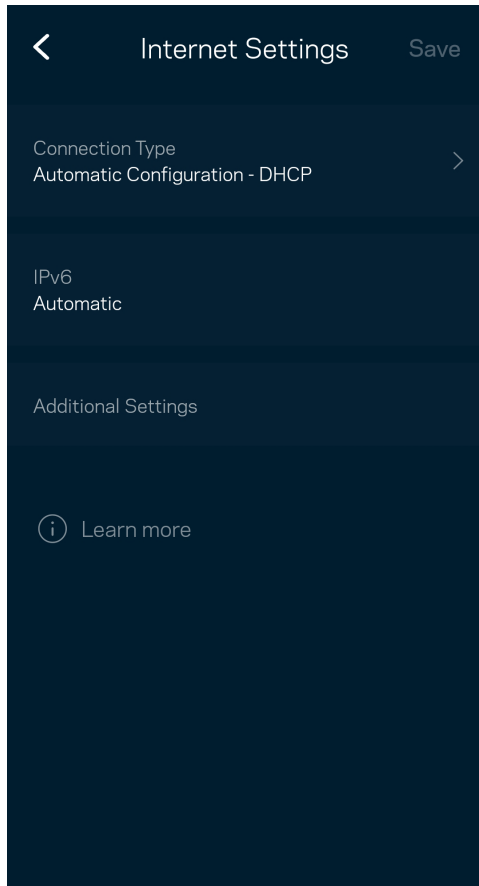 Internet Settings
Save
Connection Type
Automatic Configuration - DHCP
IPv6
Automatic
Additional Settings
Learn more